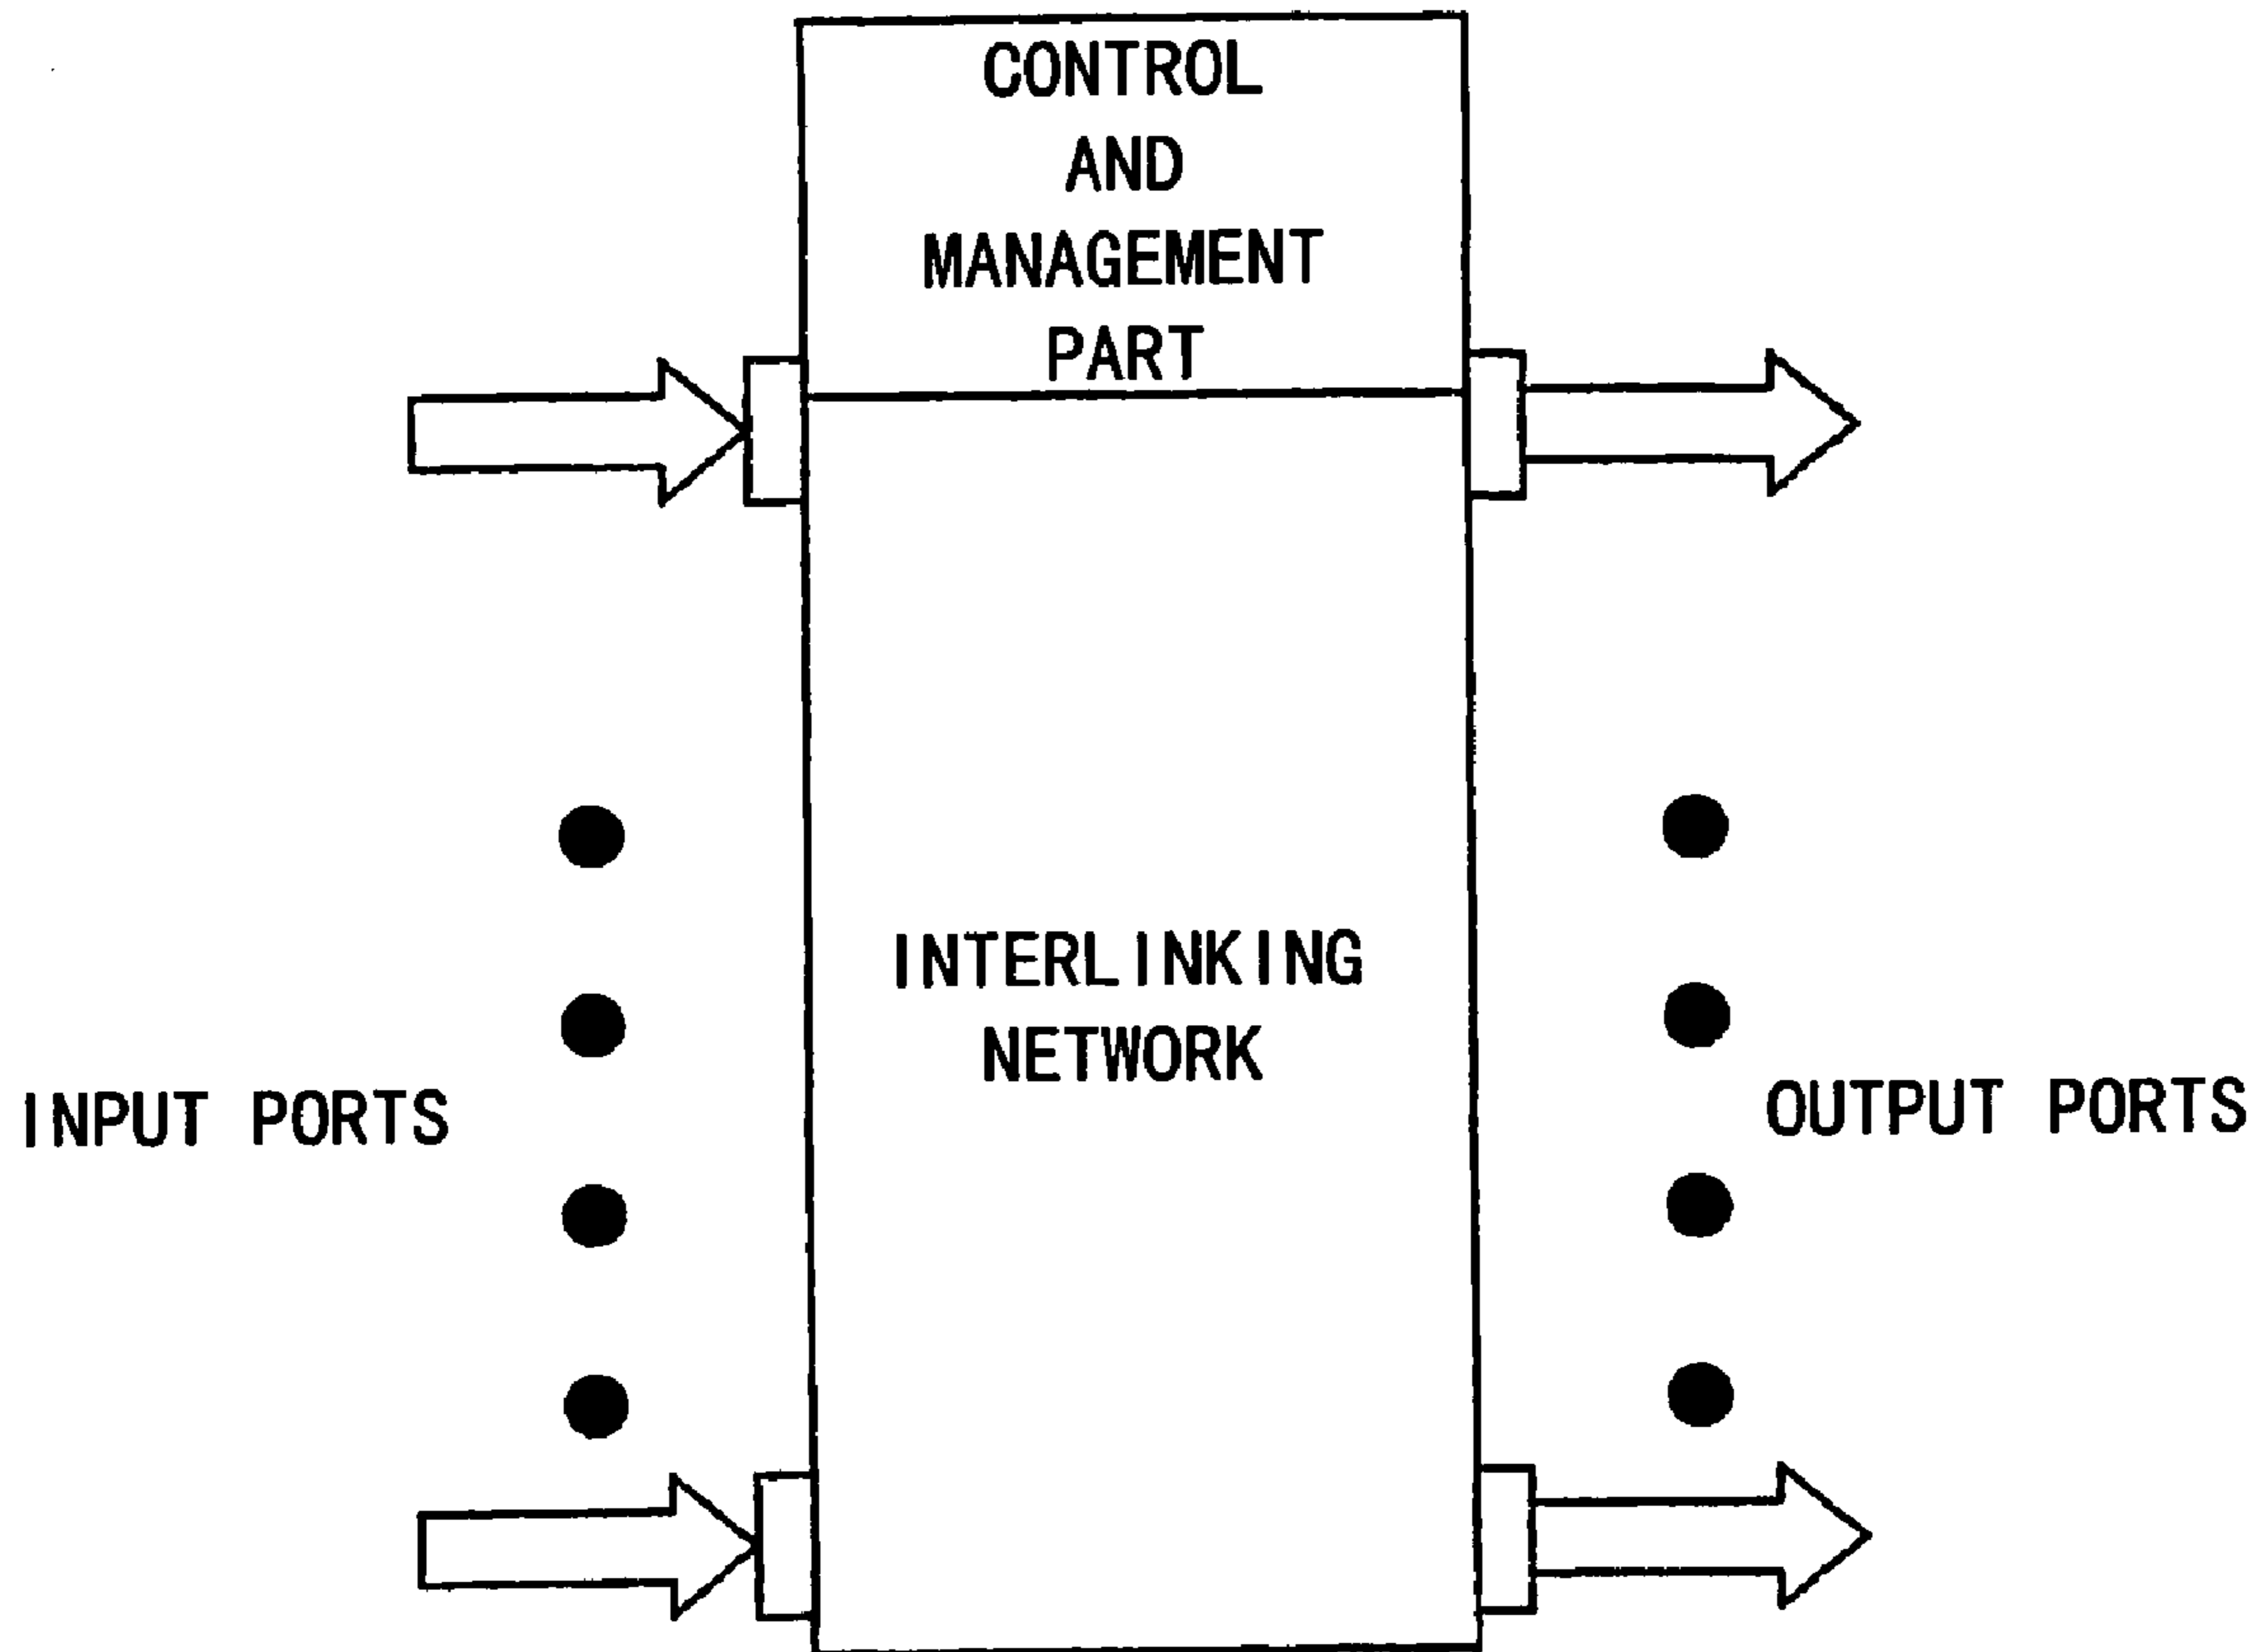 CONTROL
AND
MANAGEMENT
PART
INTERLINKING
NETWORK
INPUT PORTS
OUTPUT PORTS